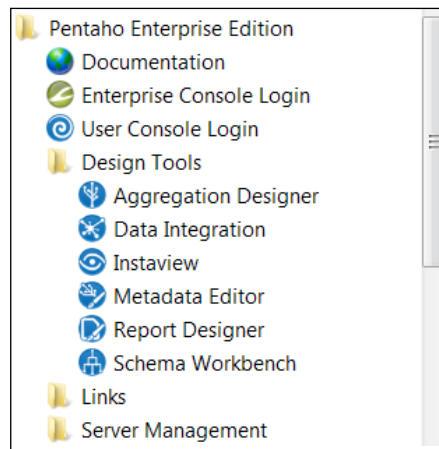 Pentaho Enterprise Edition
Documentation
Enterprise Console Login
User Console Login
Design Tools
Aggregation Designer
Data Integration
Instaview
Metadata Editor
Report Designer
Schema Workbench
Links
Server Management